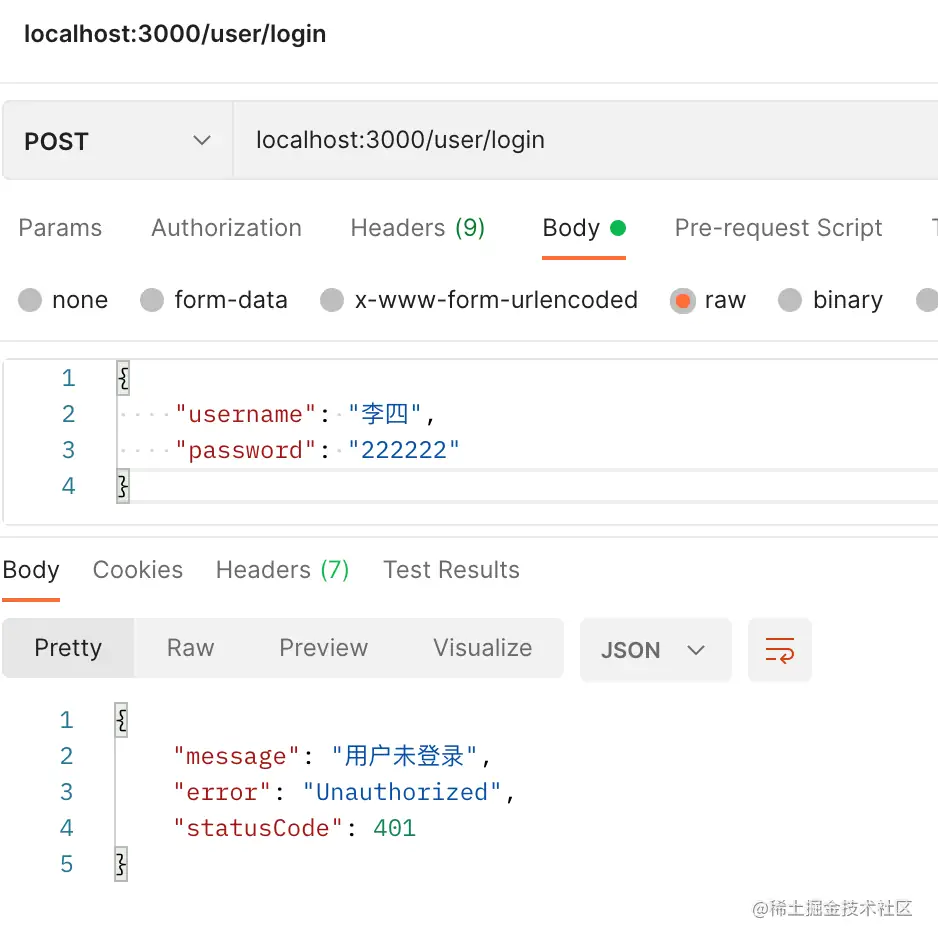 localhost:3000/user/login
POST localhost:3000/user/login
Params Authorization Headers (9) Body Pre-request Script T
none form-data x-www-form-urlencoded raw binary
1 {
2 "username": "李四",
3 "password": "222222"
4 }
Body Cookies Headers (7) Test Results
Pretty Raw Preview Visualize JSON
1 {
2 "message": "用户未登录",
3 "error": "Unauthorized",
4 "statusCode": 401
5 }
@稀土掘金技术社区